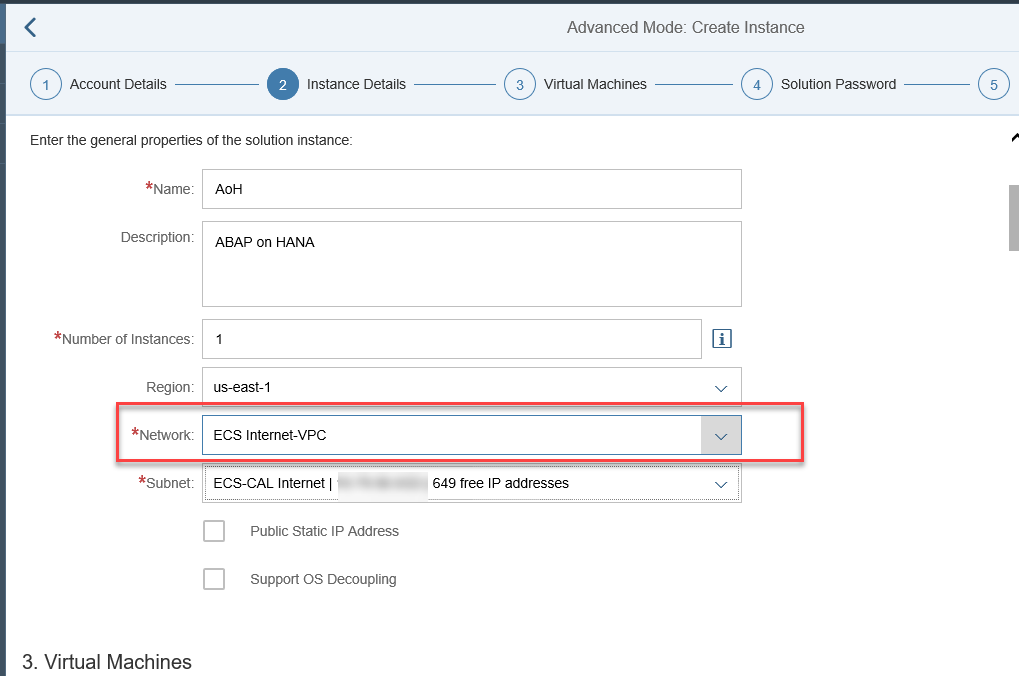 Advanced Mode: Create Instance
1 Account Details 2 Instance Details 3 Virtual Machines 4 Solution Password 5
Enter the general properties of the solution instance:
*Name: AoH
Description: ABAP on HANA
*Number of Instances: 1
Region: us-east-1
*Network: ECS Internet-VPC
*Subnet: ECS-CAL Internet | 649 free IP addresses
Public Static IP Address
Support OS Decoupling
3. Virtual Machines